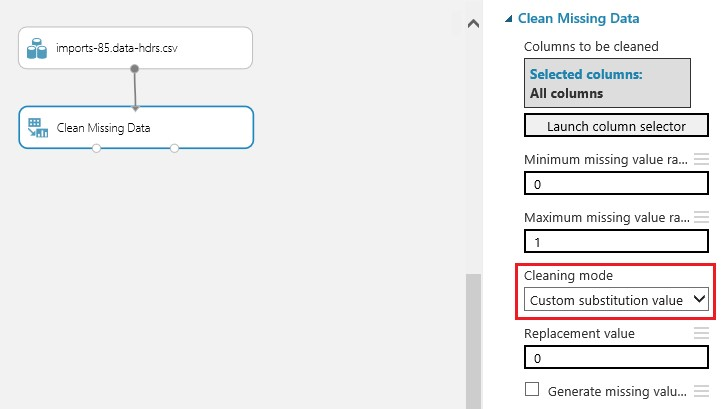 imports-85.data-hdrs.csv
Clean Missing Data
Clean Missing Data
Columns to be cleaned
Selected columns:
All columns
Launch column selector
Minimum missing value ra...
0
Maximum missing value ra...
1
Cleaning mode
Custom substitution value
Replacement value
0
Generate missing valu...